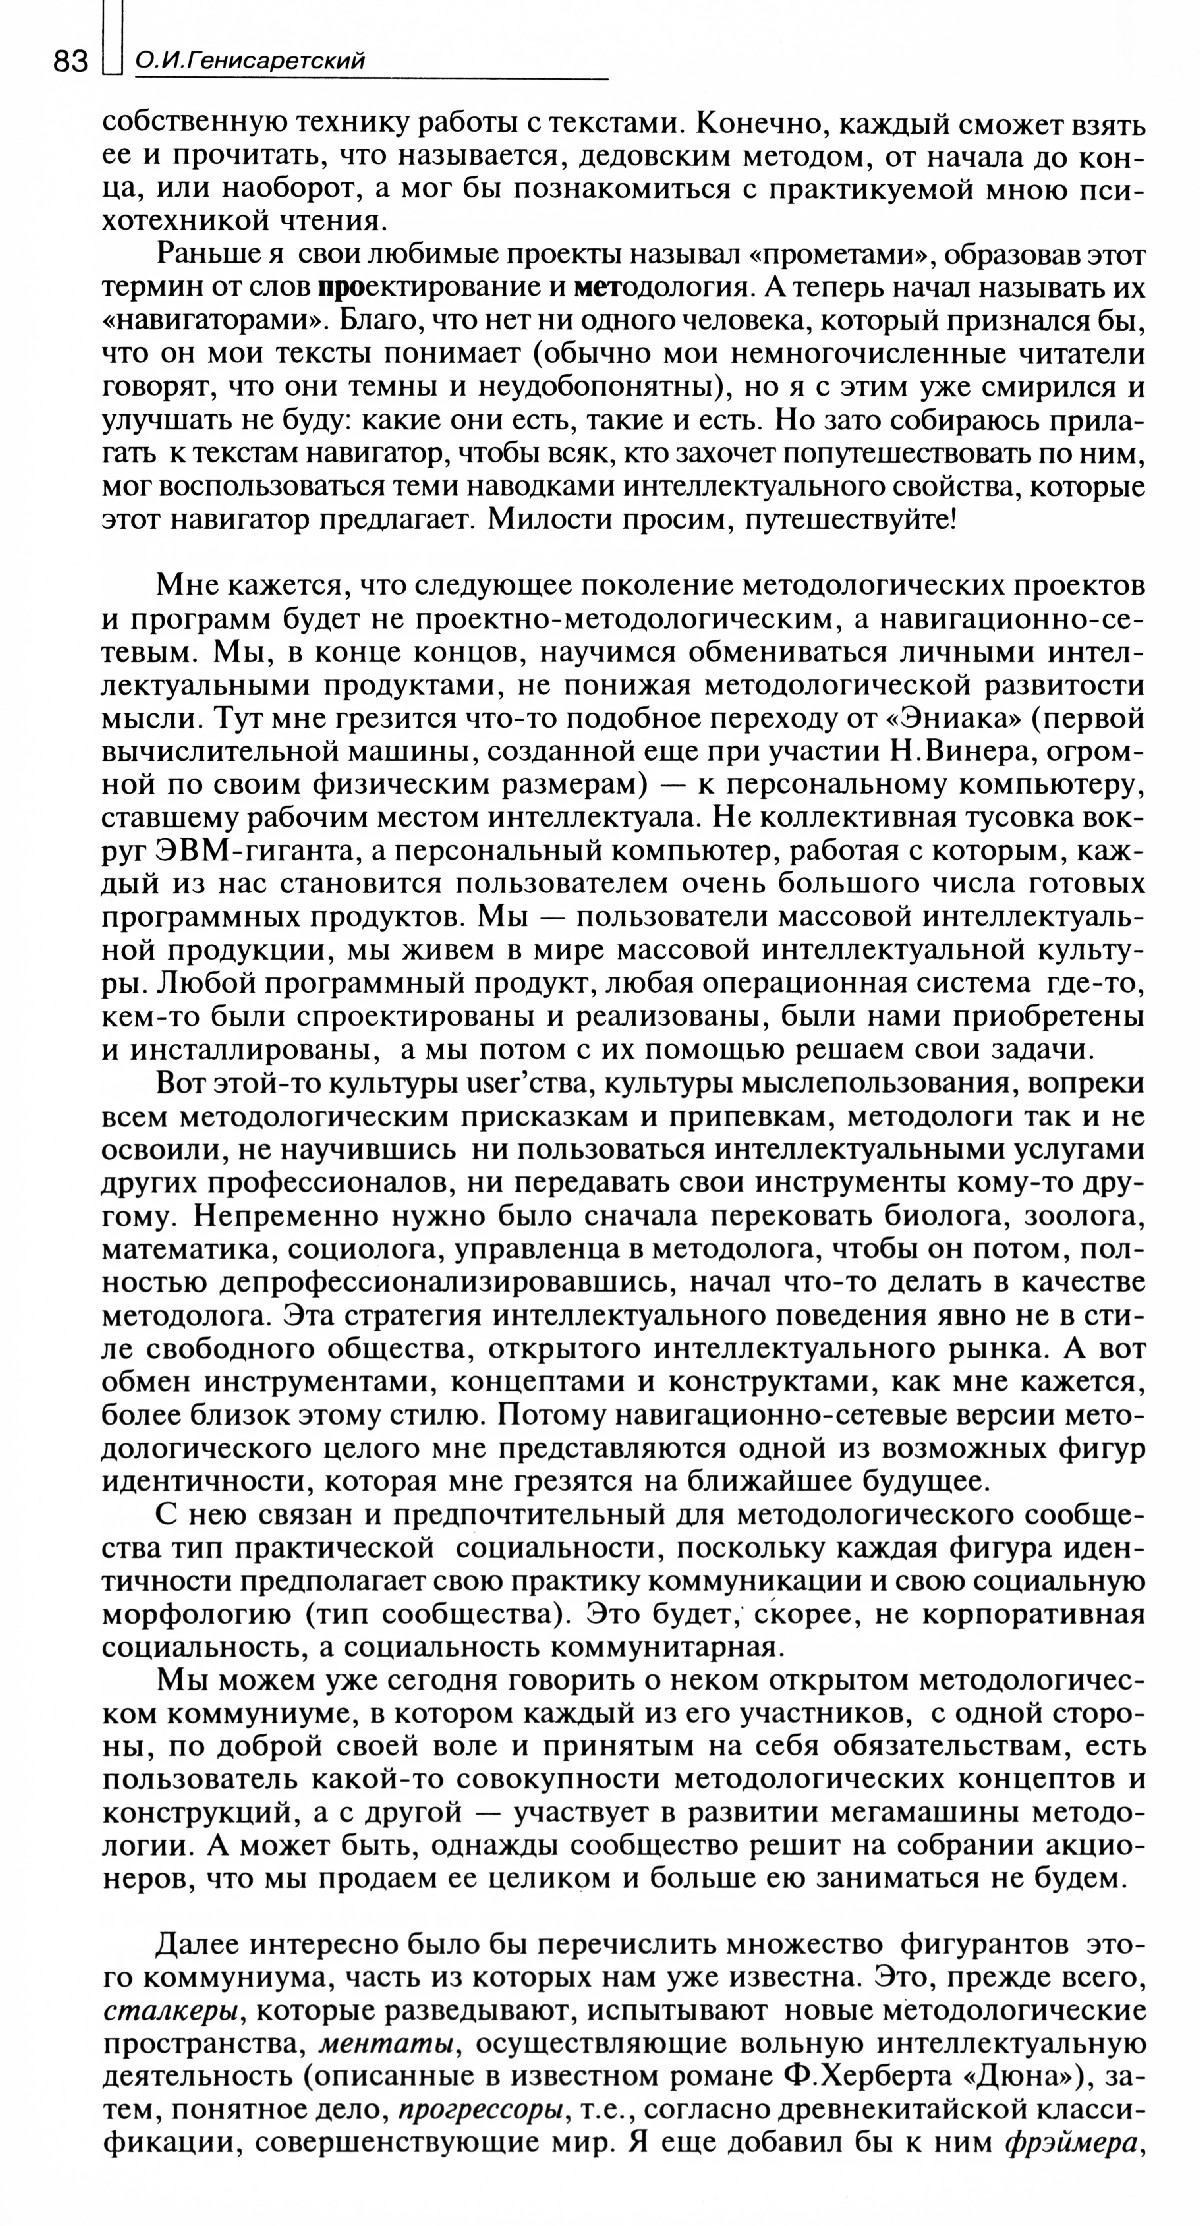 83
О.И.Генисаретский
собственную технику работы с текстами. Конечно, каждый сможет взять
ее и прочитать, что называется, дедовским методом, от начала до кон-
ца, или наоборот, а мог бы познакомиться с практикуемой мною пси-
хотехникой чтения.
Раньше я свои любимые проекты называл «прометами», образовав этот
термин от слов проектирование и методология. А теперь начал называть их
«навигаторами». Благо, что нет ни одного человека, который признался бы,
что он мои тексты понимает (обычно мои немногочисленные читатели
говорят, что они темны и неудобопонятны), но я с этим уже смирился и
улучшать не буду: какие они есть, такие и есть. Но зато собираюсь прила-
гать к текстам навигатор, чтобы всяк, кто захочет попутешествовать по ним,
мог воспользоваться теми наводками интеллектуального свойства, которые
этот навигатор предлагает. Милости просим, путешествуйте!
Мне кажется, что следующее поколение методологических проектов
и программ будет не проектно-методологическим, а навигационно-се-
тевым. Мы, в конце концов, научимся обмениваться личными интел-
лектуальными продуктами, не понижая методологической развитости
мысли. Тут мне грезится что-то подобное переходу от «Эниака» (первой
вычислительной машины, созданной еще при участии Н.Винера, огром-
ной по своим физическим размерам) — к персональному компьютеру,
ставшему рабочим местом интеллектуала. Не коллективная тусовка вок-
руг ЭВМ-гиганта, а персональный компьютер, работая с которым, каж-
дый из нас становится пользователем очень большого числа готовых
программных продуктов. Мы — пользователи массовой интеллектуаль-
ной продукции, мы живем в мире массовой интеллектуальной культу-
ры. Любой программный продукт, любая операционная система где-то,
кем-то были спроектированы и реализованы, были нами приобретены
и инсталлированы, а мы потом с их помощью решаем свои задачи.
Вот этой-то культуры user’ства, культуры мыслепользования, вопреки
всем методологическим присказкам и припевкам, методологи так и не
освоили, не научившись ни пользоваться интеллектуальными услугами
других профессионалов, ни передавать свои инструменты кому-то дру-
гому. Непременно нужно было сначала перековать биолога, зоолога,
математика, социолога, управленца в методолога, чтобы он потом, пол-
ностью депрофессионализировавшись, начал что-то делать в качестве
методолога. Эта стратегия интеллектуального поведения явно не в сти-
ле свободного общества, открытого интеллектуального рынка. А вот
обмен инструментами, концептами и конструктами, как мне кажется,
более близок этому стилю. Потому навигационно-сетевые версии мето-
дологического целого мне представляются одной из возможных фигур
идентичности, которая мне грезятся на ближайшее будущее.
С нею связан и предпочтительный для методологического сообще-
ства тип практической социальности, поскольку каждая фигура иден-
тичности предполагает свою практику коммуникации и свою социальную
морфологию (тип сообщества). Это будет, скорее, не корпоративная
социальность, а социальность коммунитарная.
Мы можем уже сегодня говорить о неком открытом методологичес-
ком коммуниуме, в котором каждый из его участников, с одной сторо-
ны, по доброй своей воле и принятым на себя обязательствам, есть
пользователь какой-то совокупности методологических концептов и
конструкций, а с другой — участвует в развитии мегамашины методо-
логии. А может быть, однажды сообщество решит на собрании акцио-
неров, что мы продаем ее целиком и больше ею заниматься не будем.
Далее интересно было бы перечислить множество фигурантов это-
го коммуниума, часть из которых нам уже известна. Это, прежде всего,
сталкеры, которые разведывают, испытывают новые методологические
пространства, ментаты, осуществляющие вольную интеллектуальную
деятельность (описанные в известном романе Ф.Херберта «Дюна»), за-
тем, понятное дело, прогрессоры, т.е., согласно древнекитайской класси-
фикации, совершенствующие мир. Я еще добавил бы к ним фрэймера,